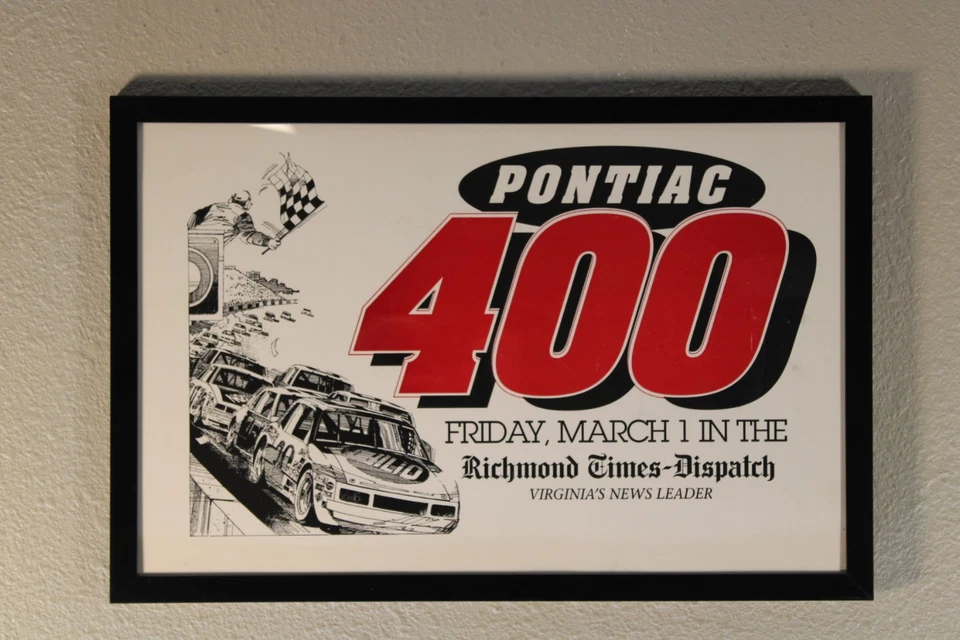 PONTIAC
400
FRIDAY, MARCH 1 IN THE
Richmond Times-Dispatch
VIRGINIA'S NEWS LEADER